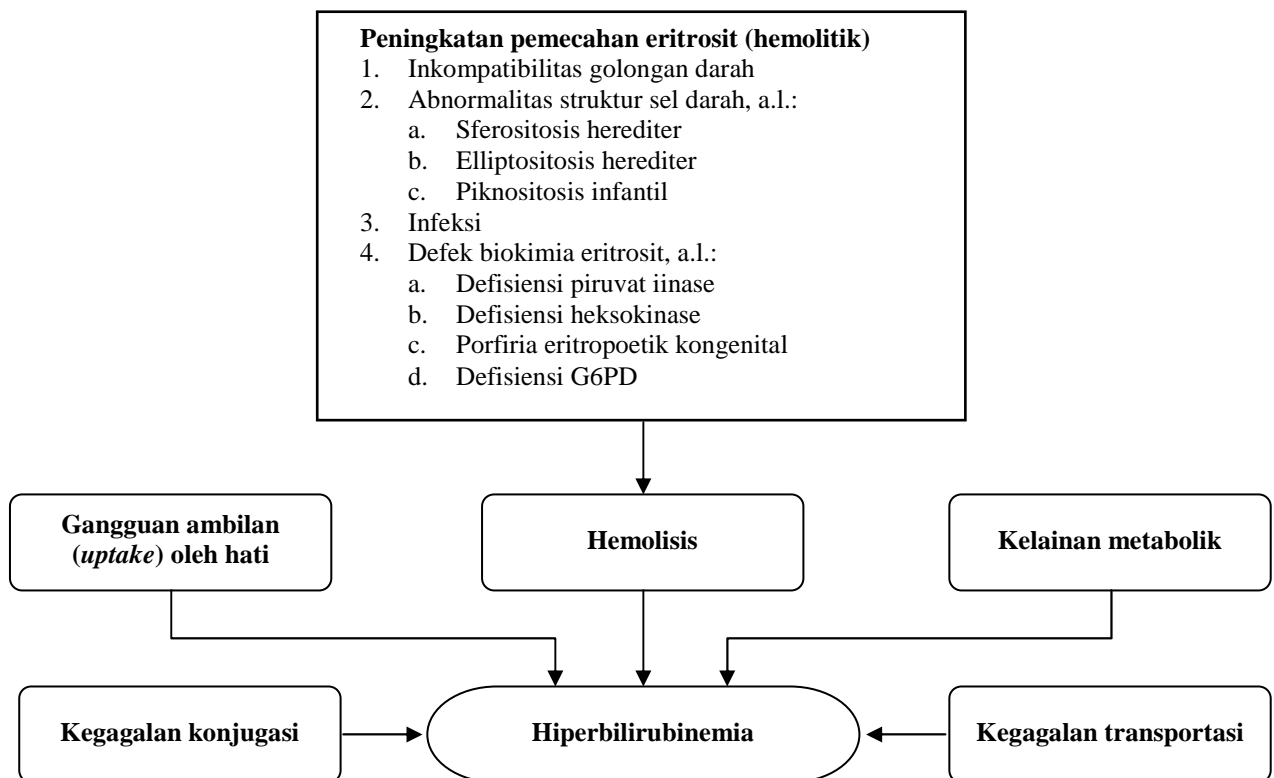 Peningkatan pemecahan eritrosit (hemolitik)
1. Inkompatibilitas golongan darah
2. Abnormalitas struktur sel darah, a.l.:
a. Sferositosis herediter
b. Elliptositosis herediter
c. Piknositosis infantil
3. Infeksi
4. Defek biokimia eritrosit, a.l.:
a. Defisiensi piruvat iinase
b. Defisiensi heksokinase
c. Porfiria eritropoetik kongenital
d. Defisiensi G6PD
Gangguan ambilan
(uptake) oleh hati
Hemolisis
Kelainan metabolik
Kegagalan konjugasi
Hiperbilirubinemia
Kegagalan transportasi